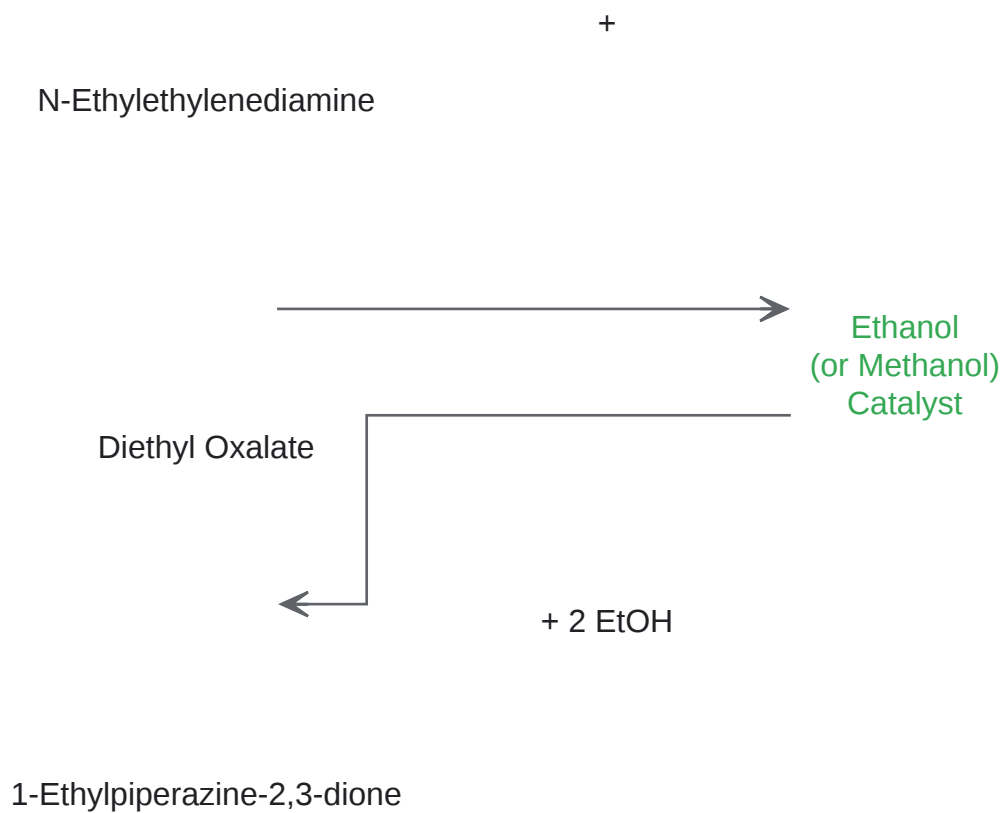 +
N-Ethylethylenediamine
Ethanol
(or Methanol)
Catalyst
Diethyl Oxalate
+ 2 EtOH
1-Ethylpiperazine-2,3-dione